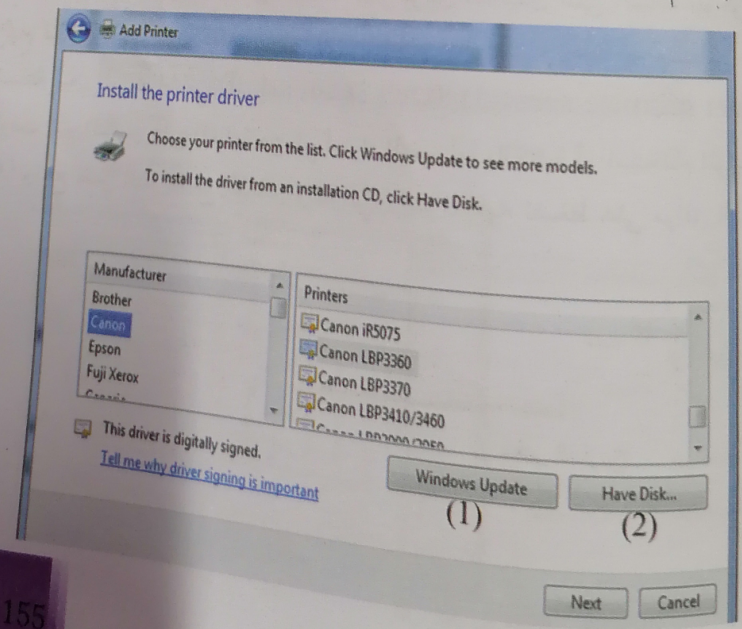 Add Printer
Install the printer driver
Choose your printer from the list. Click Windows Update to see more models.
To install the driver from an installation CD, click Have Disk.
Manufacturer
Brother
Canon
Epson
Fuji Xerox
Printers
Canon iR5075
Canon LBP3360
Canon LBP3370
Canon LBP3410/3460
This driver is digitally signed.
Tell me why driver signing is important
Windows Update
Have Disk...
(1)
(2)
Next
Cancel
155